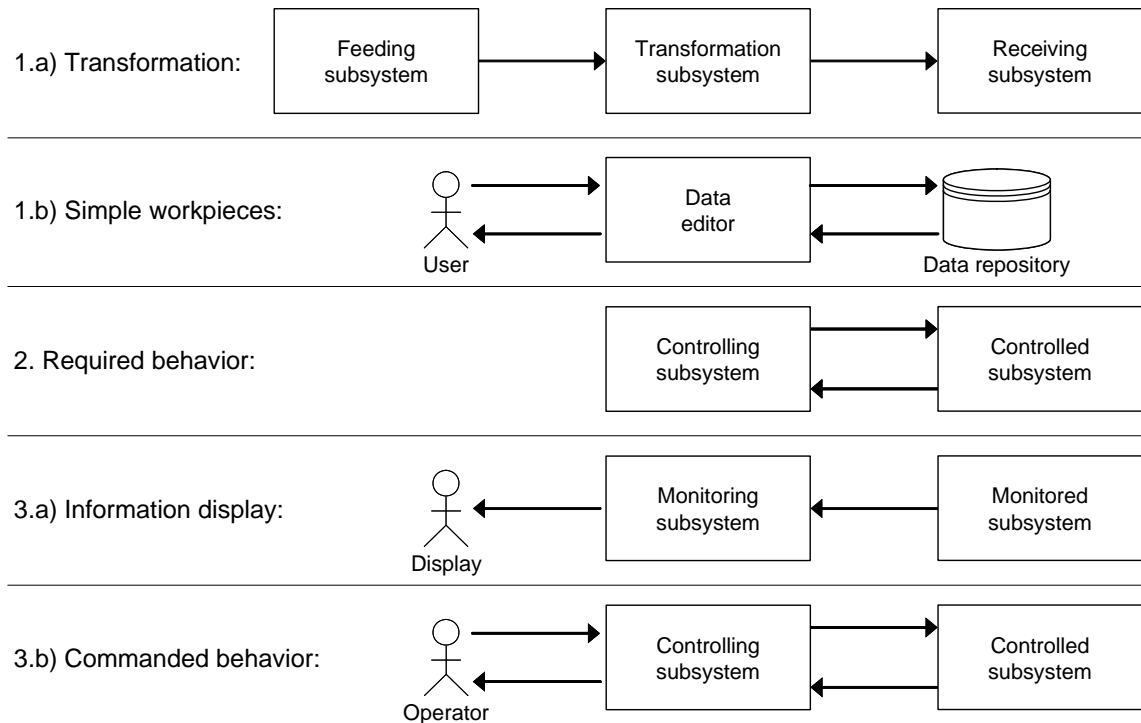 1.a) Transformation:
Feeding
subsystem
Transformation
subsystem
Receiving
subsystem
1.b) Simple workpieces:
User
Data
editor
Data repository
2. Required behavior:
Controlling
subsystem
Controlled
subsystem
3.a) Information display:
Display
Monitoring
subsystem
Monitored
subsystem
3.b) Commanded behavior:
Operator
Controlling
subsystem
Controlled
subsystem